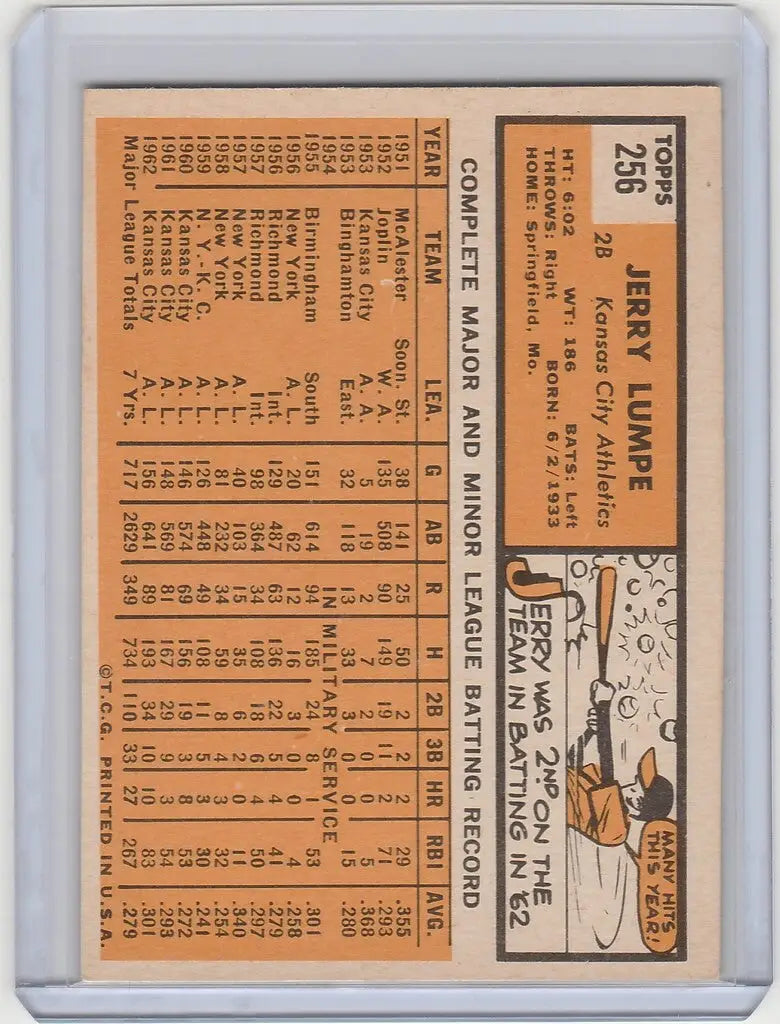 TOPPS
256
JERRY LUMPE
2B Kansas City Athletics
HT: 6:02 WT: 186 BATS: Left
THROWS: Right BORN: 6/2/1933
HOME: Springfield, Mo.
MANY HITS
THIS YEAR!
JERRY WAS 2ND ON THE
TEAM IN BATTING IN '62
COMPLETE MAJOR AND MINOR LEAGUE BATTING RECORD
YEAR TEAM LEA. G AB R H 2B 3B HR RBI AVG.
1951 McAlester Soon. St. 38 141 25 50 2 2 2 29 .355
1952 Joplin W. A. 135 508 90 149 19 11 2 71 .293
1953 Kansas City A. A. 5 19 2 7 0 0 0 5 .368
1953 Binghamton East. 32 118 13 33 3 0 0 15 .280
1954 IN MILITARY SERVICE
1955 Birmingham South 151 614 94 185 24 8 1 53 .301
1956 New York A. L. 20 62 12 16 3 0 0 4 .258
1956 Richmond Int. 129 487 63 136 22 5 4 41 .279
1957 Richmond Int. 98 364 34 108 18 6 4 50 .297
1957 New York A. L. 40 103 15 35 6 2 0 11 .340
1958 New York A. L. 81 232 34 59 8 4 3 32 .254
1959 N. Y.-K. C. A. L. 126 448 49 108 11 5 3 30 .241
1960 Kansas City A. L. 146 574 69 156 19 3 8 53 .272
1961 Kansas City A. L. 148 569 81 167 29 9 3 54 .293
1962 Kansas City A. L. 156 641 89 193 34 10 10 83 .301
Major League Totals 7 Yrs. 717 2629 349 734 110 33 27 267 .279
©T.C.G. PRINTED IN U.S.A.